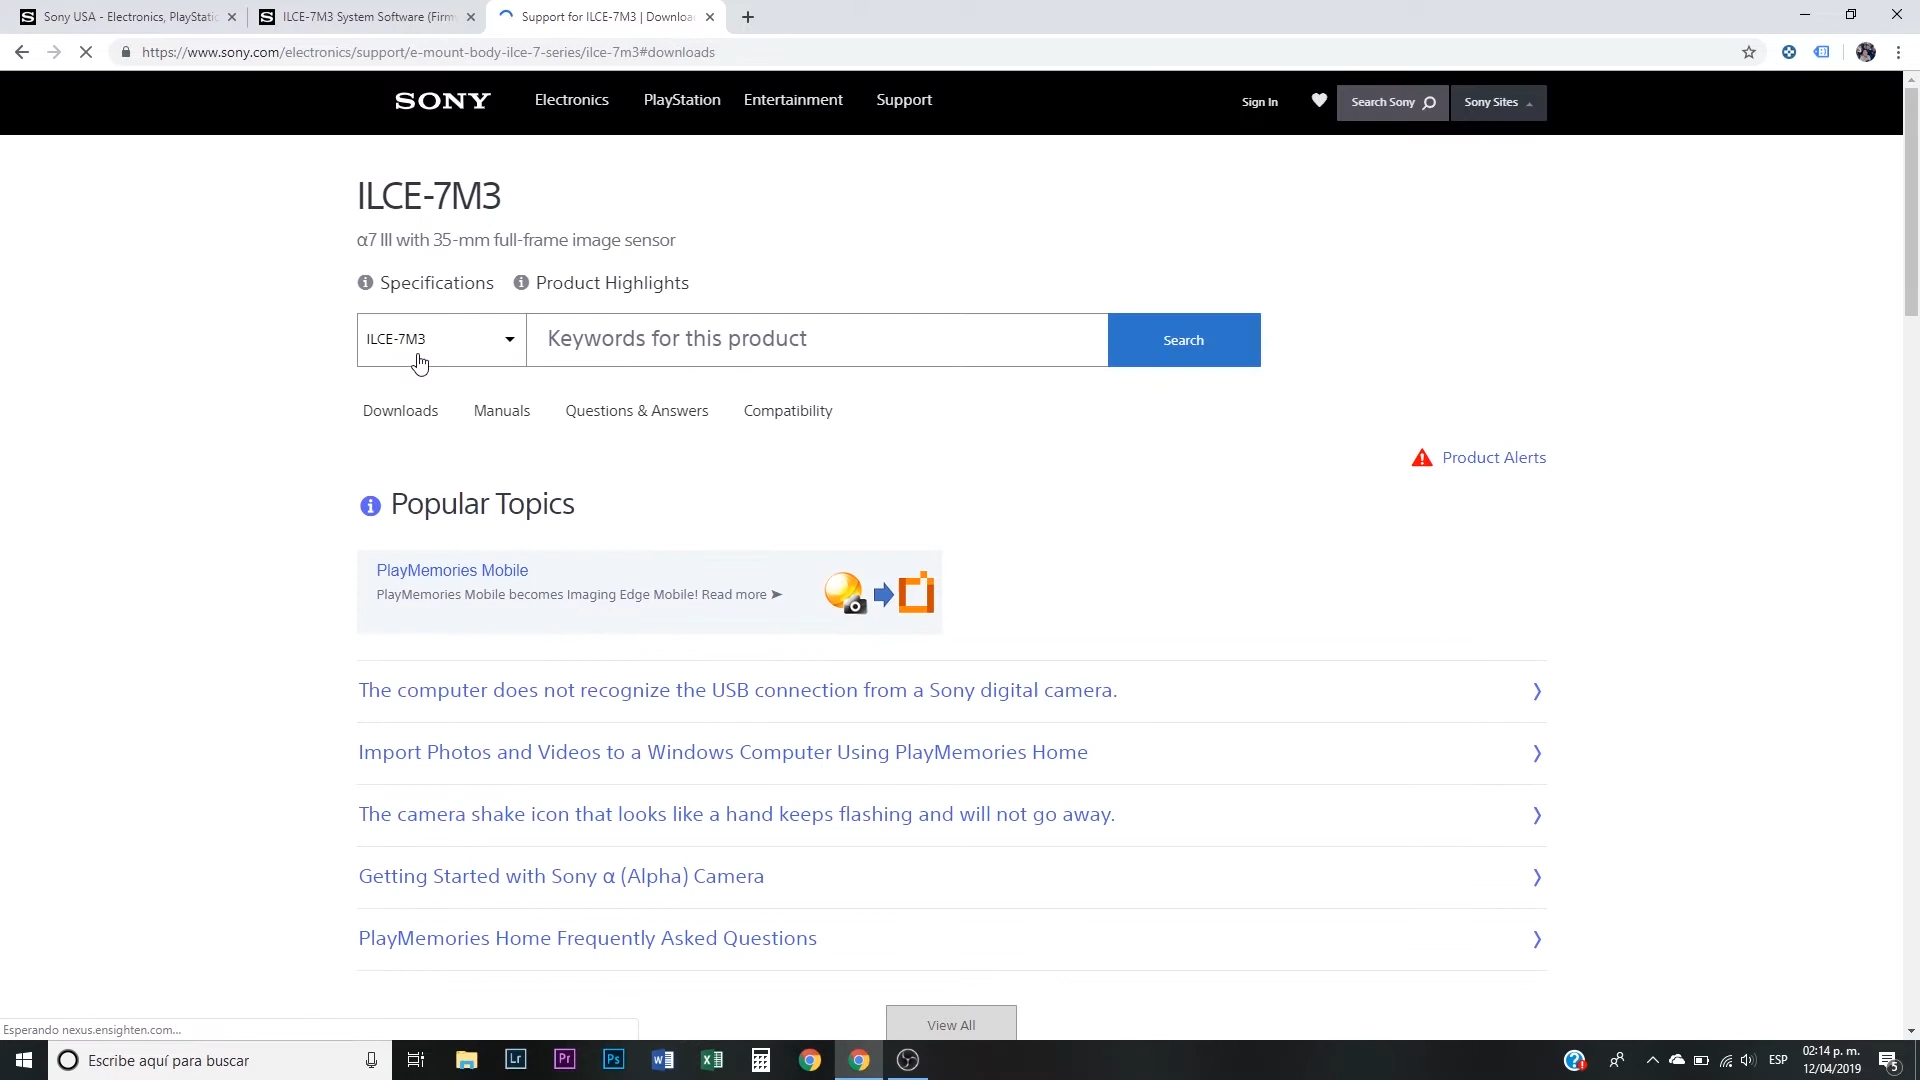 Sony USA - Electronics, PlayStatic
ILCE-7M3 System Software (Firm
Support for ILCE-7M3 | Downloa
https://www.sony.com/electronics/support/e-mount-body-ilce-7-series/ilce-7m3#downloads
SONY Electronics PlayStation Entertainment Support Sign In Search Sony Sony Sites
ILCE-7M3
α7 III with 35-mm full-frame image sensor
Specifications Product Highlights
ILCE-7M3 Keywords for this product Search
Downloads Manuals Questions & Answers Compatibility
Product Alerts
Popular Topics
PlayMemories Mobile
PlayMemories Mobile becomes Imaging Edge Mobile! Read more ➤
The computer does not recognize the USB connection from a Sony digital camera.
Import Photos and Videos to a Windows Computer Using PlayMemories Home
The camera shake icon that looks like a hand keeps flashing and will not go away.
Getting Started with Sony α (Alpha) Camera
PlayMemories Home Frequently Asked Questions
View All
Esperando nexus.ensighten.com...
Escribe aquí para buscar
Lr Pr Ps
ESP
02:14 p. m.
12/04/2019
5